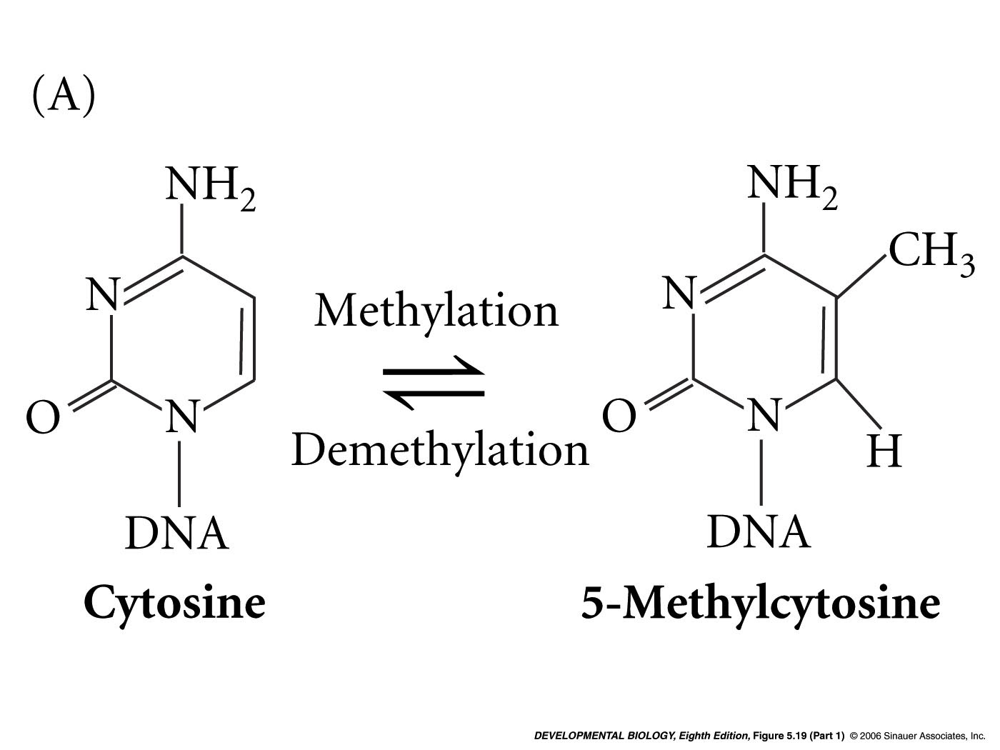 (A)
NH2
N
O
N
DNA
Cytosine
Methylation
Demethylation
NH2
CH3
N
O
N
H
DNA
5-Methylcytosine
DEVELOPMENTAL BIOLOGY, Eighth Edition, Figure 5.19 (Part 1) © 2006 Sinauer Associates, Inc.